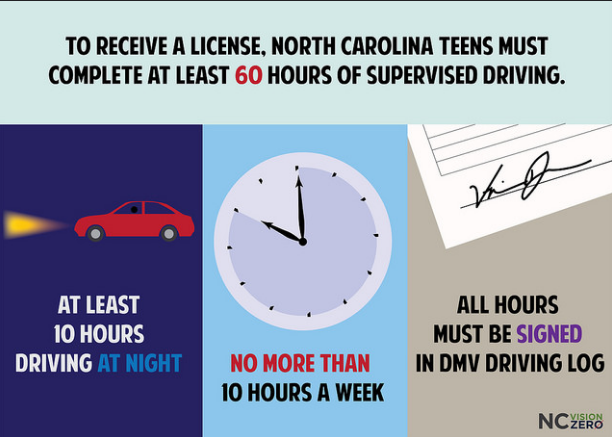 TO RECEIVE A LICENSE, NORTH CAROLINA TEENS MUST
COMPLETE AT LEAST 60 HOURS OF SUPERVISED DRIVING.
AT LEAST
10 HOURS
DRIVING AT NIGHT
NO MORE THAN
10 HOURS A WEEK
ALL HOURS
MUST BE SIGNED
IN DMV DRIVING LOG
NC VISION
ZERO